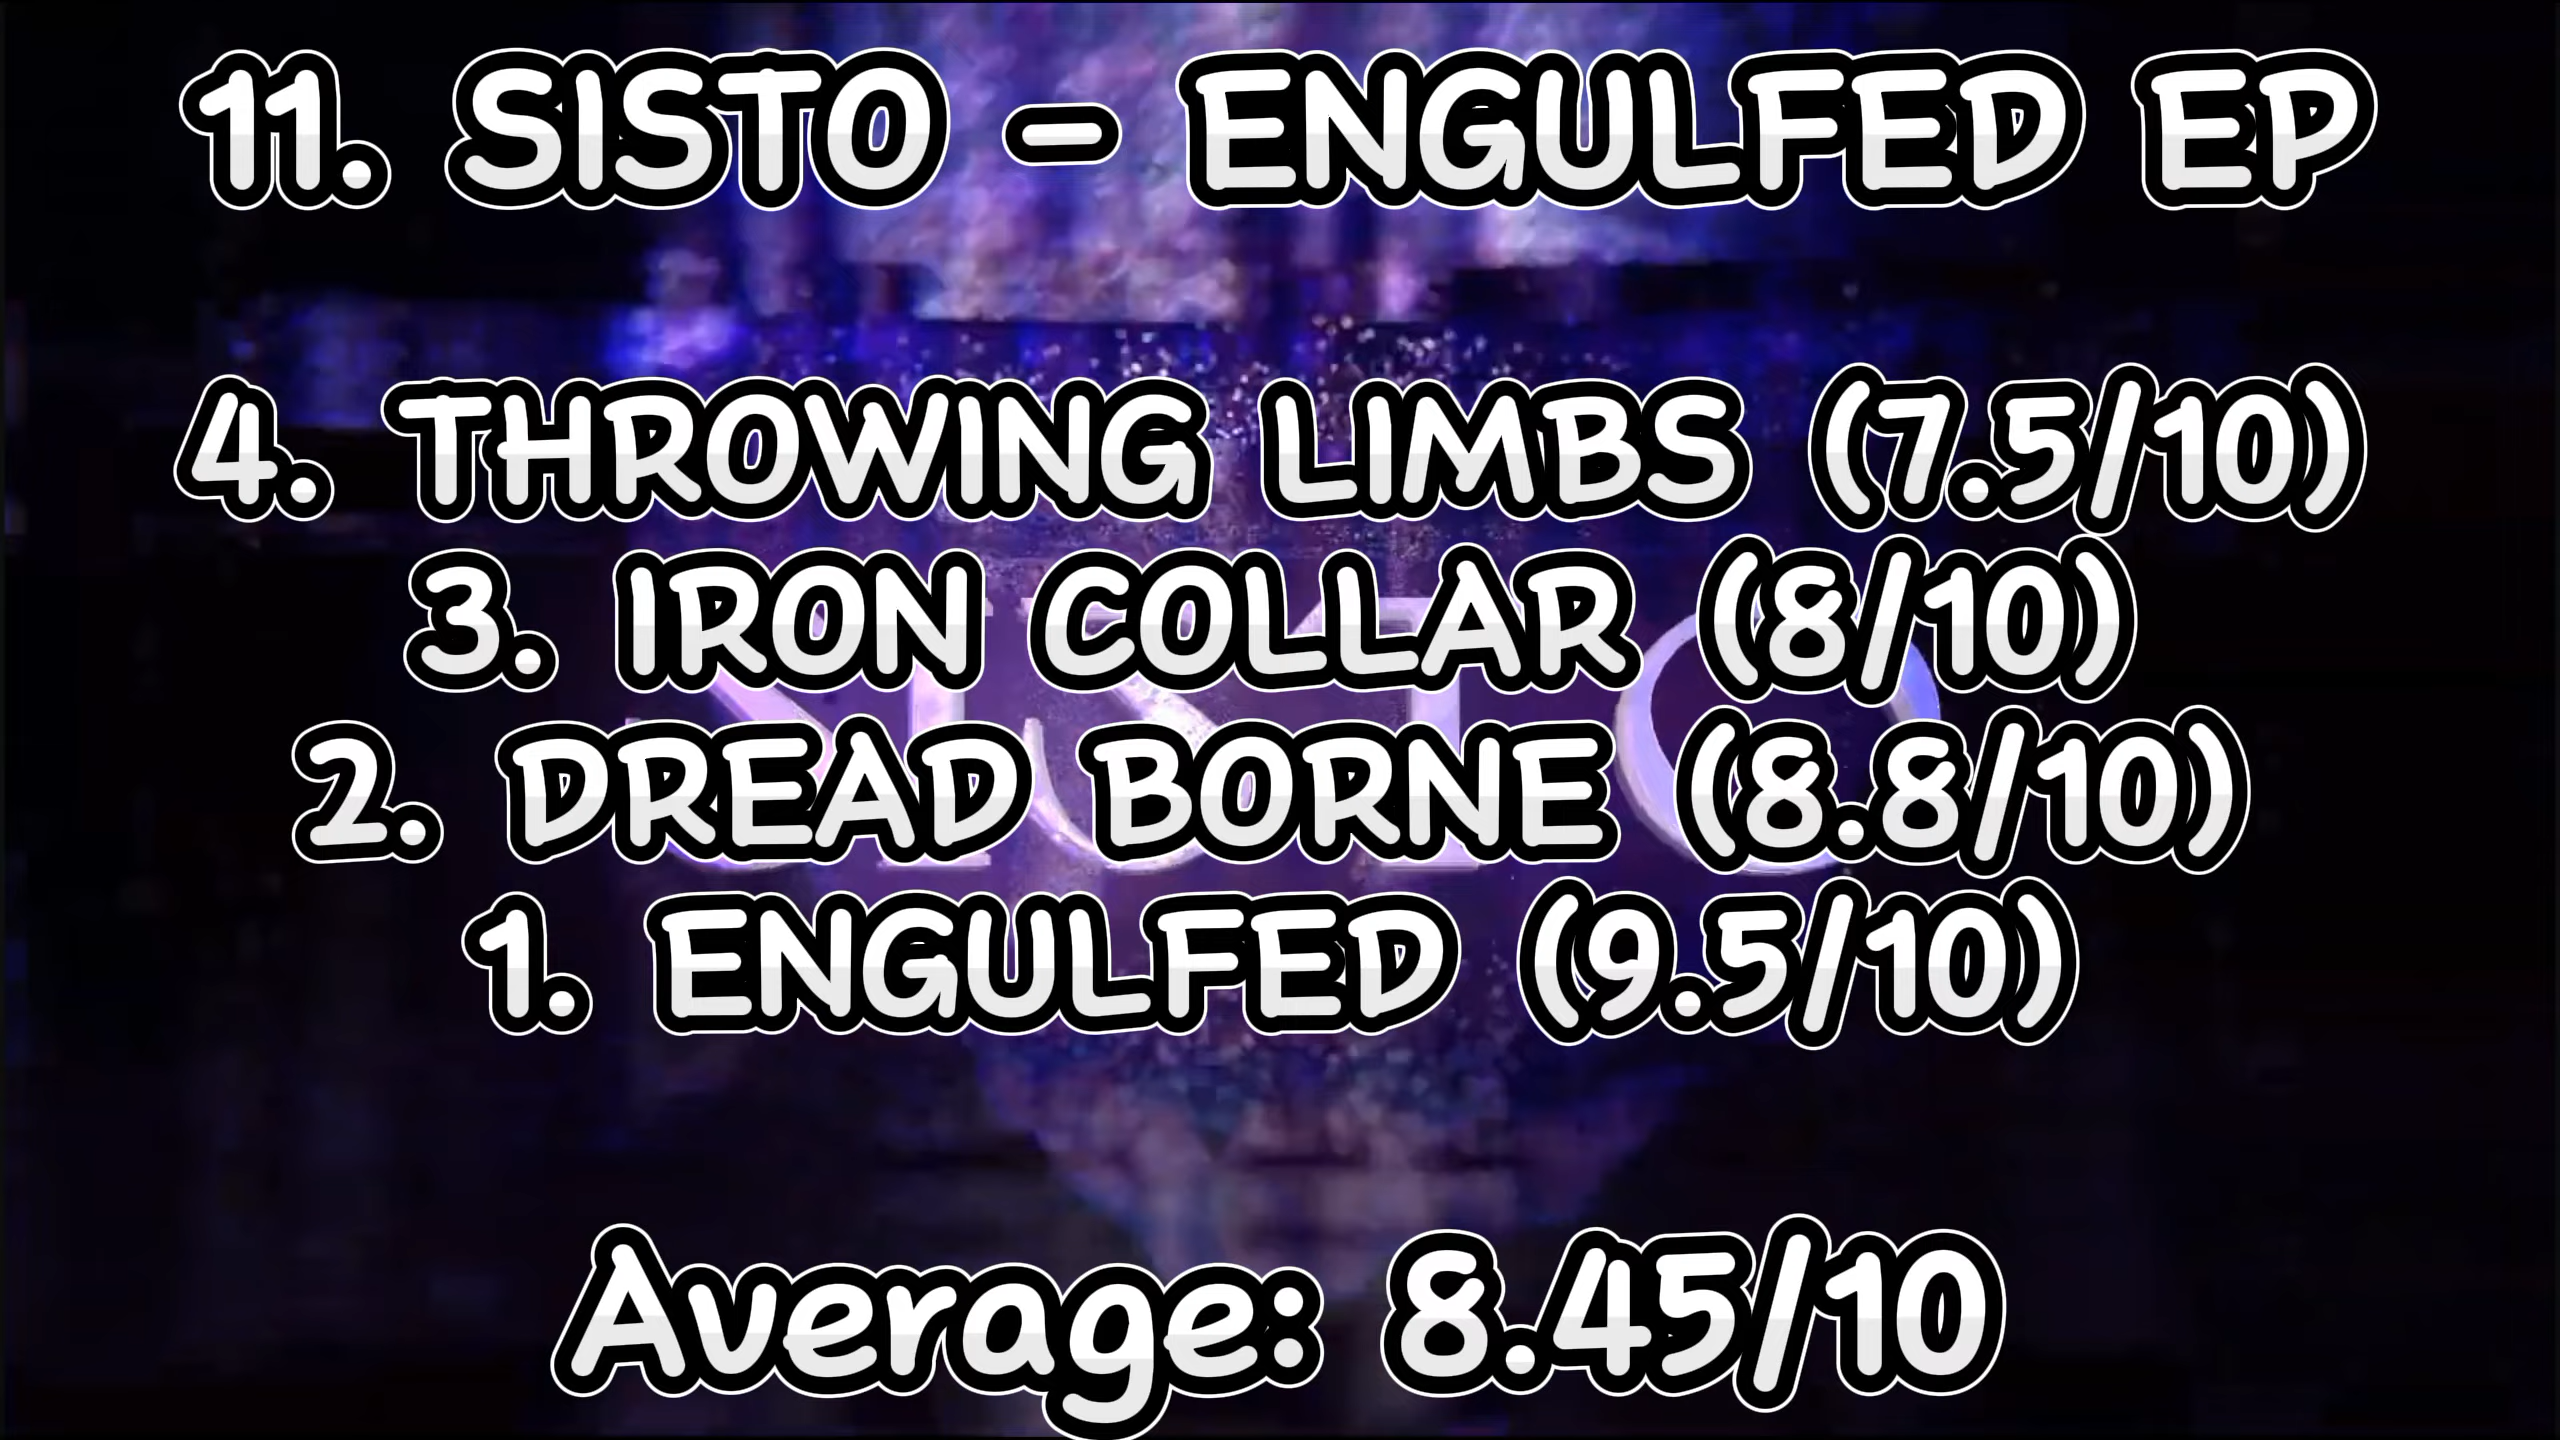 11. SISTO - ENGULFED EP
4. THROWING LIMBS (7.5/10)
3. IRON COLLAR (8/10)
SISTO
2. DREAD BORNE (8.8/10)
1. ENGULFED (9.5/10)
Average: 8.45/10